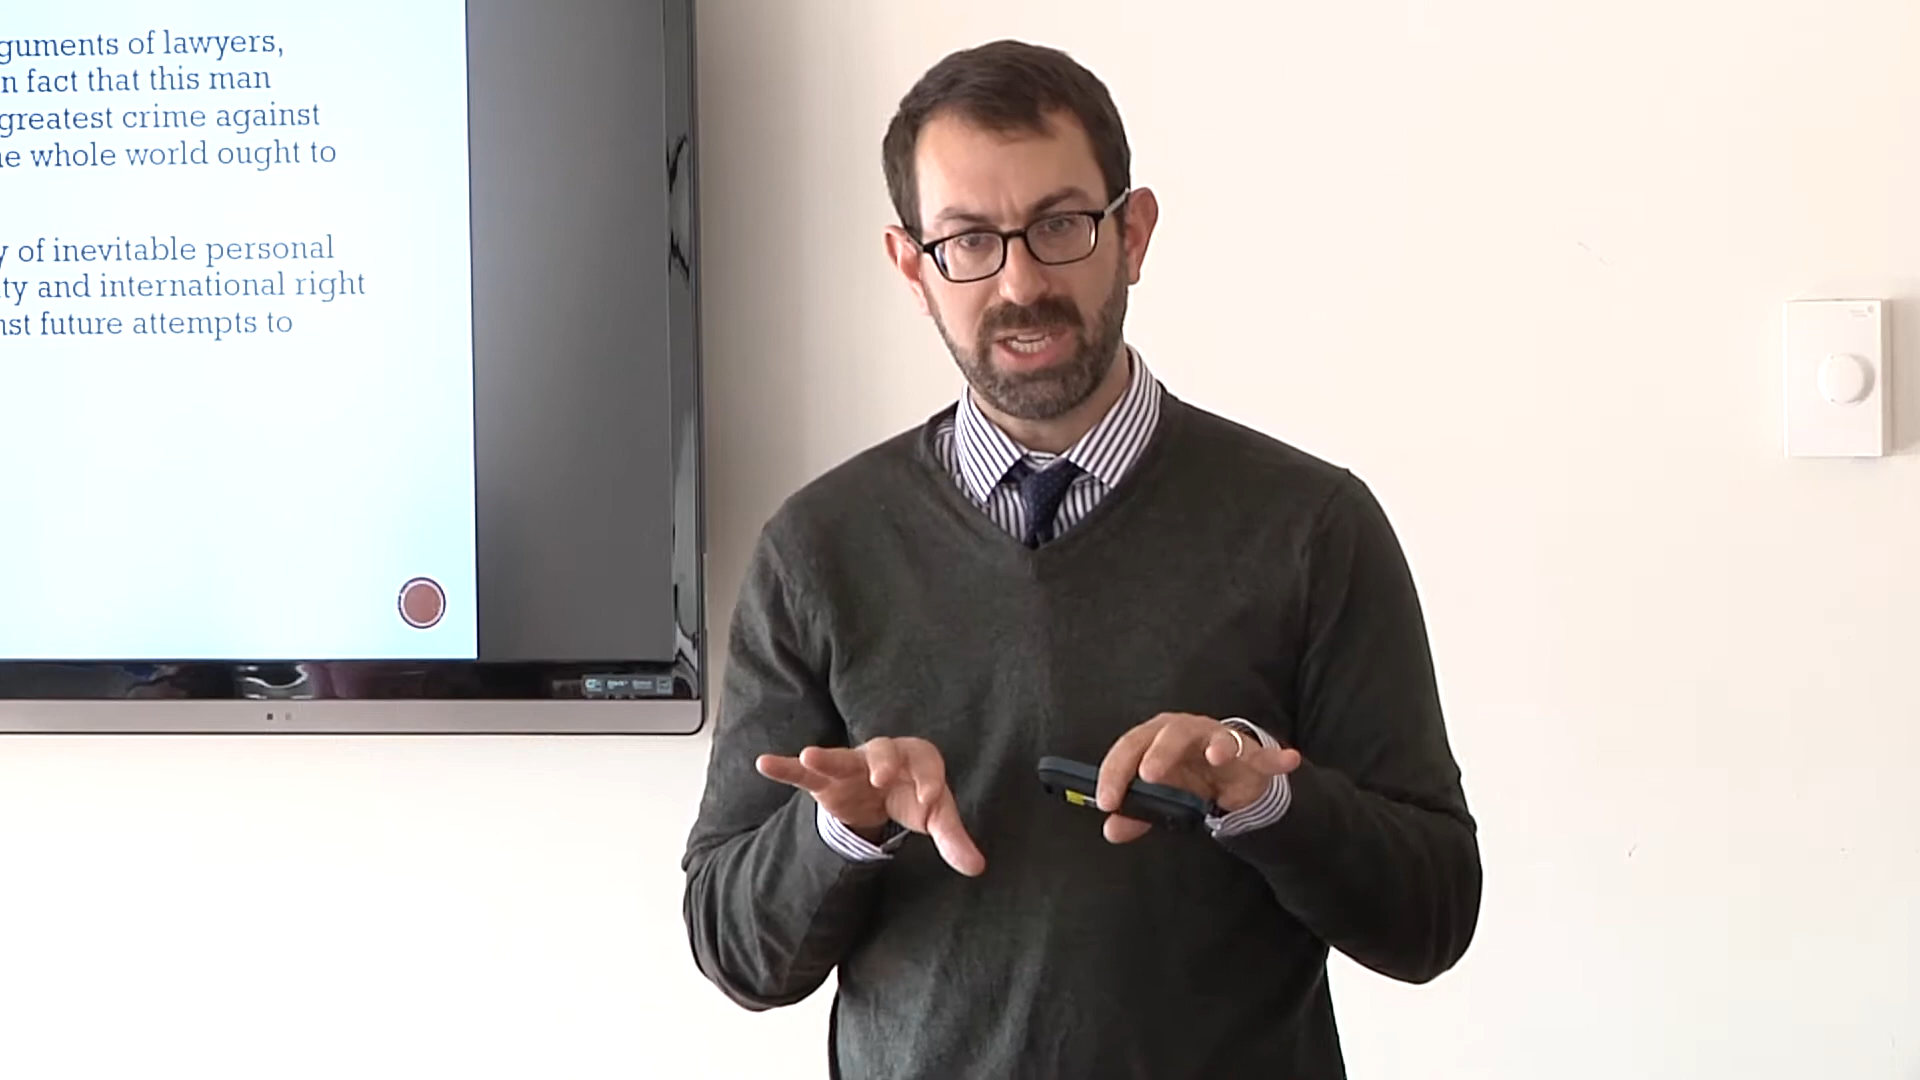 guments of lawyers,
n fact that this man
greatest crime against
e whole world ought to
y of inevitable personal
ty and international right
nst future attempts to